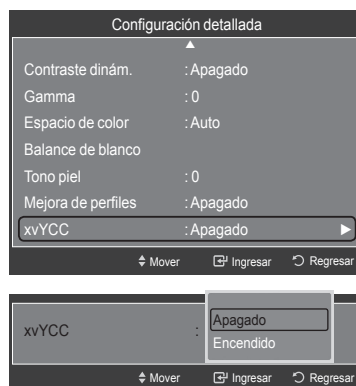 Configuración detallada
▲
Contraste dinám. : Apagado
Gamma : 0
Espacio de color : Auto
Balance de blanco
Tono piel : 0
Mejora de perfiles : Apagado
xvYCC : Apagado ►
Mover Ingresar Regresar
xvYCC : Apagado
Encendido
Mover Ingresar Regresar